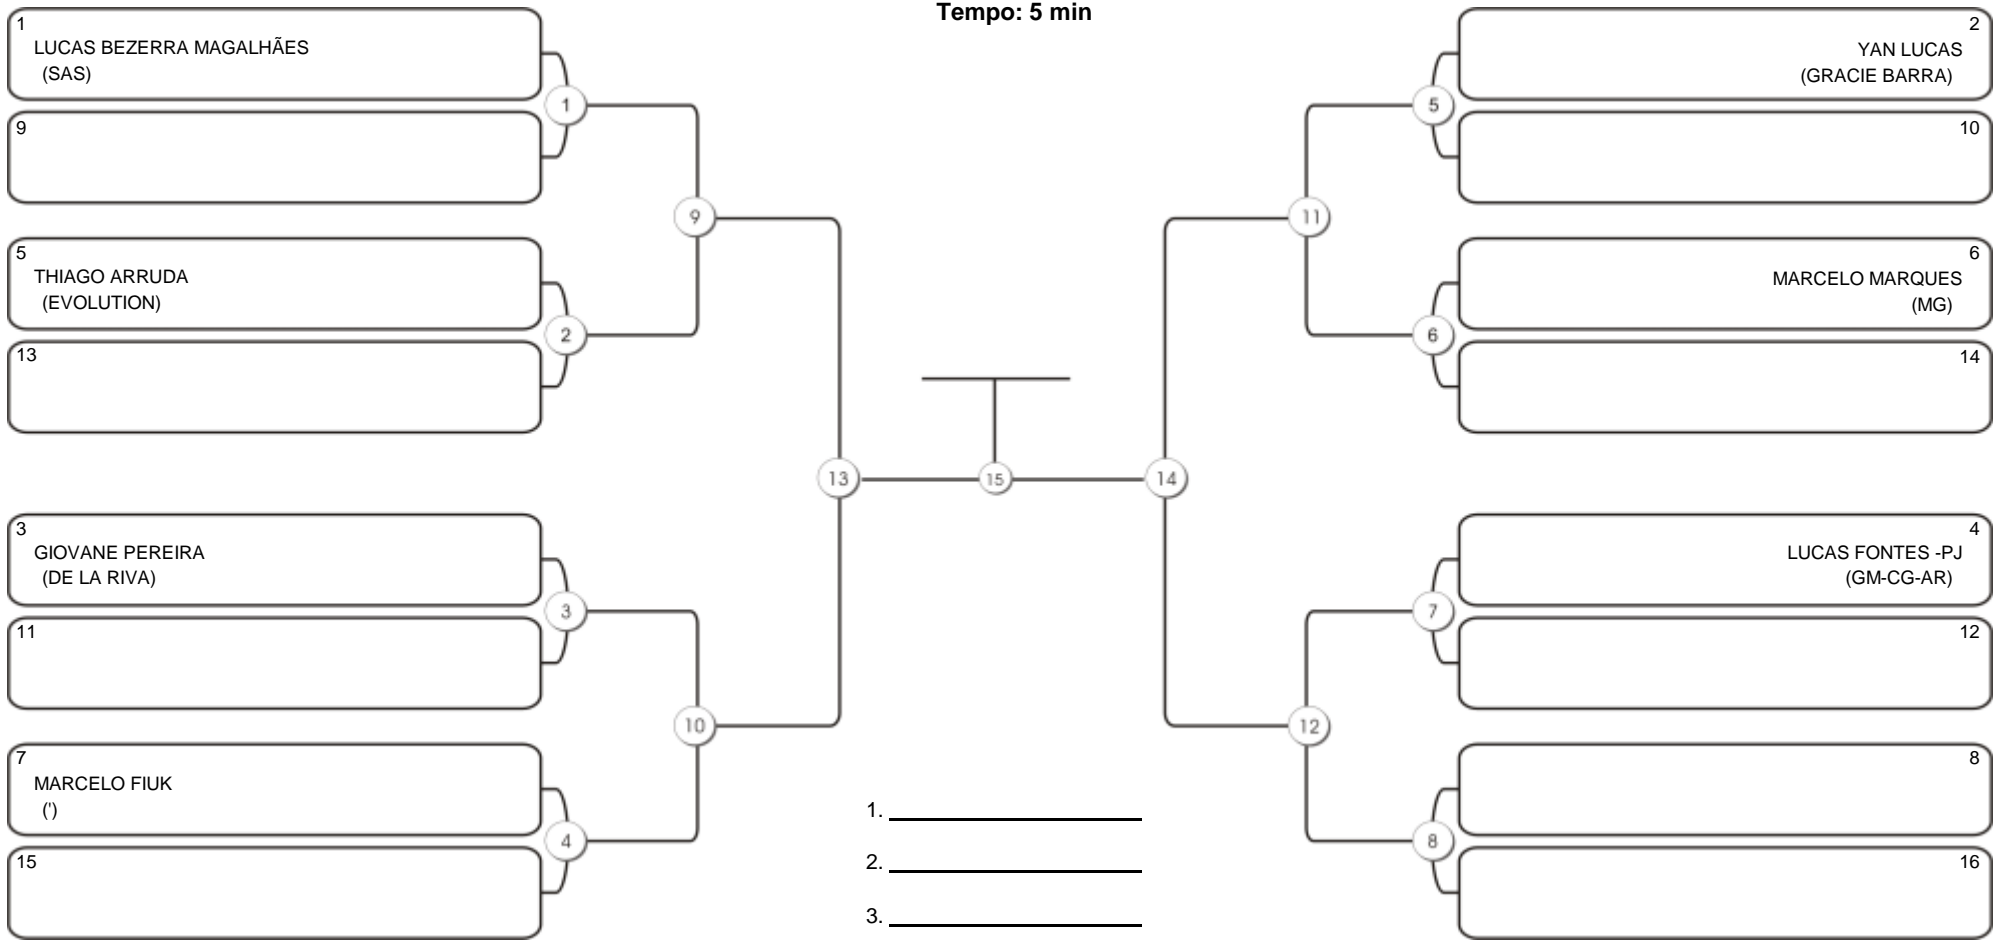 Tempo: 5 min
1
LUCAS BEZERRA MAGALHÃES
(SAS)
9
1
5
THIAGO ARRUDA
(EVOLUTION)
13
2
9
3
GIOVANE PEREIRA
(DE LA RIVA)
11
3
7
MARCELO FIUK
(')
15
4
10
13
15
14
2
YAN LUCAS
(GRACIE BARRA)
10
5
11
6
MARCELO MARQUES
(MG)
14
6
4
LUCAS FONTES -PJ
(GM-CG-AR)
12
7
12
8
8
16
1.
2.
3.